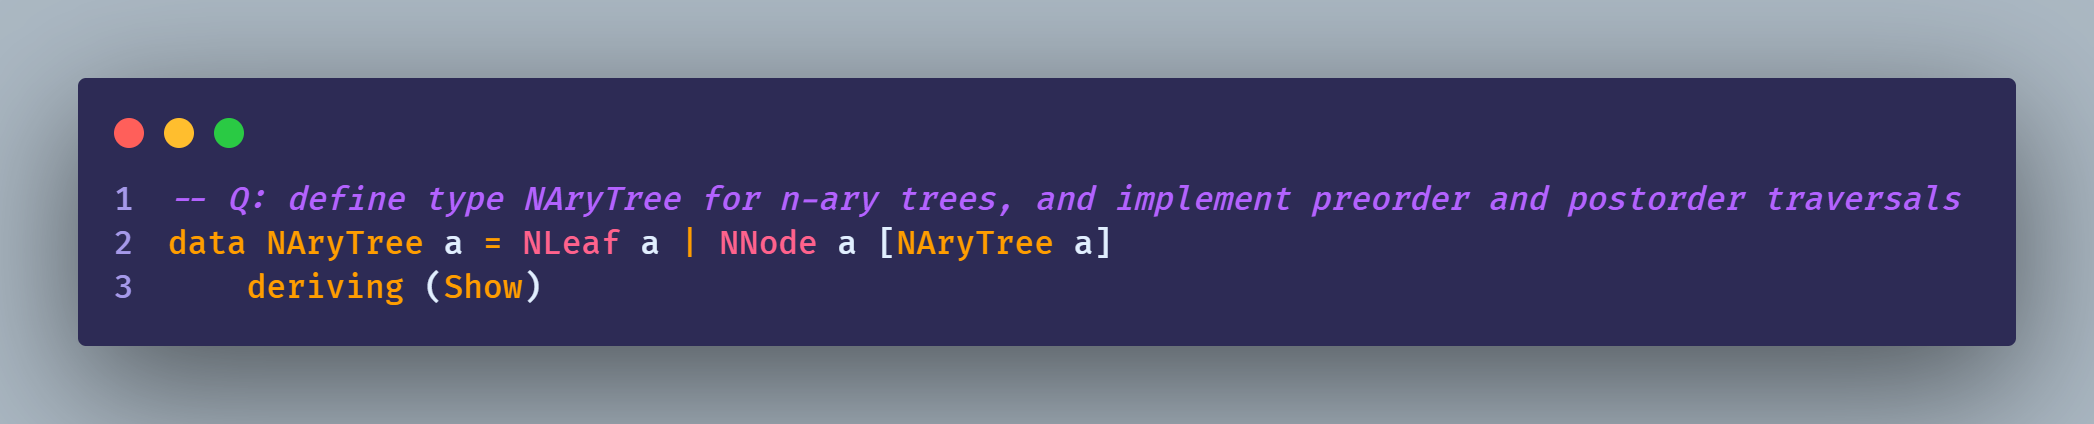 1 -- Q: define type NAryTree for n-ary trees, and implement preorder and postorder traversals
2 data NAryTree a = NLeaf a | NNode a [NAryTree a]
3     deriving (Show)